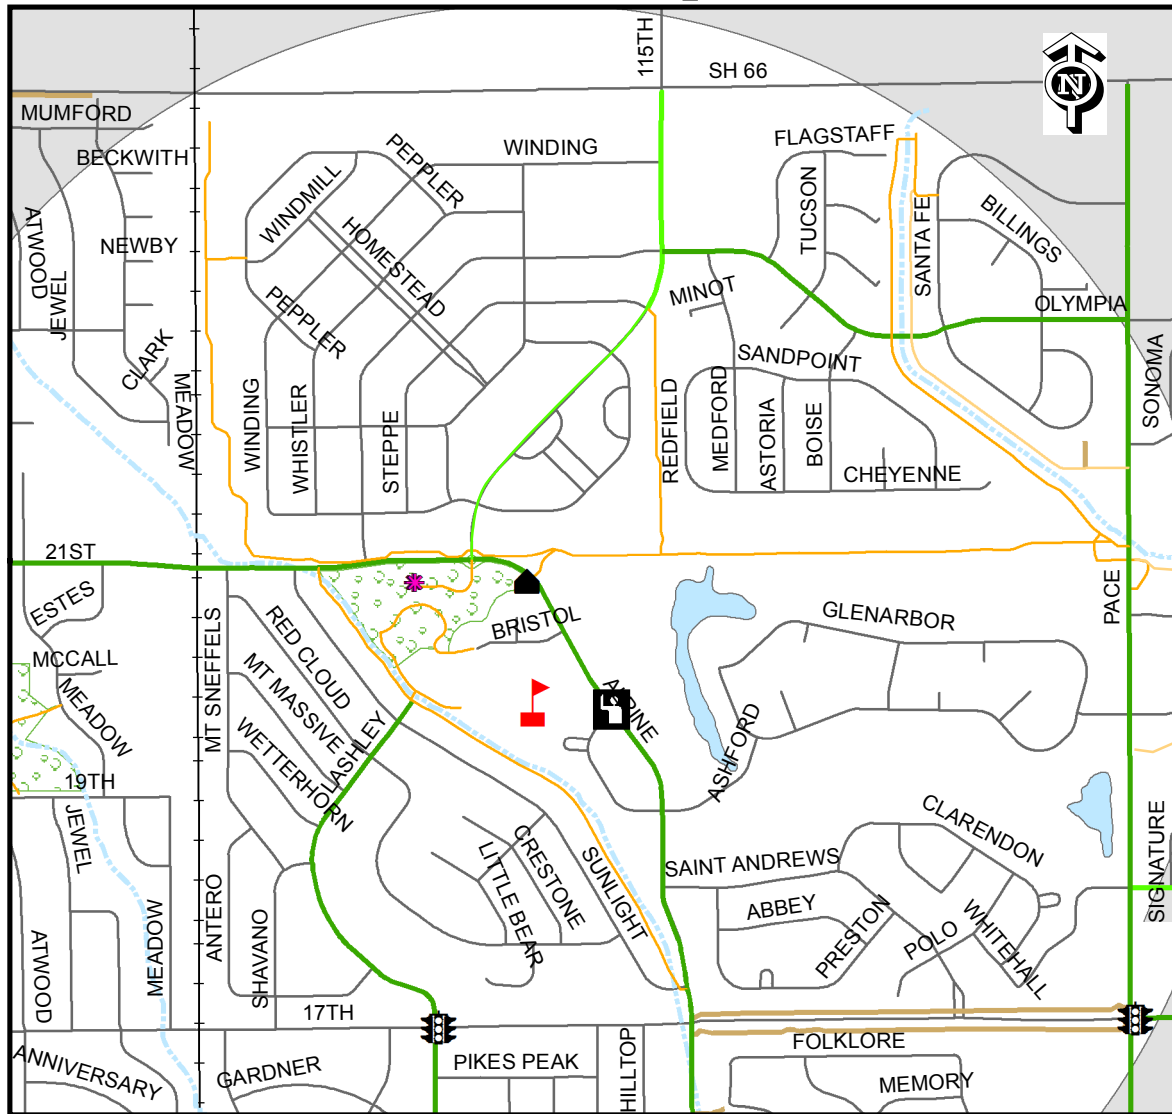 115TH
SH 66
N
MUMFORD
FLAGSTAFF
WINDING
PEPPLER
BECKWITH
WINDMILL
TUCSON
SANTA FE
BILLINGS
ATWOOD
HOMESTEAD
NEWBY
JEWEL
MINOT
OLYMPIA
PEPPLER
CLARK
SANDPOINT
SONOMA
MEADOW
WINDING
WHISTLER
STEPPE
REDFIELD
MEDFORD
ASTORIA
BOISE
CHEYENNE
21ST
ESTES
PACE
GLENARBOR
BRISTOL
RED CLOUD
MT SNEFFELS
MCCALL
MT MASSIVE
MEADOW
ALPINE
WETTERHORN
LASHLEY
ASHFORD
19TH
JEWEL
CLARENDON
SIGNATURE
CRESTONE
SUNLIGHT
SAINT ANDREWS
LITTLE BEAR
ABBEY
PRESTON
POLO
WHITEHALL
ANTERO
SHAVANO
ATWOOD
MEADOW
17TH
FOLKLORE
ANNIVERSARY
GARDNER
PIKES PEAK
HILLTOP
MEMORY